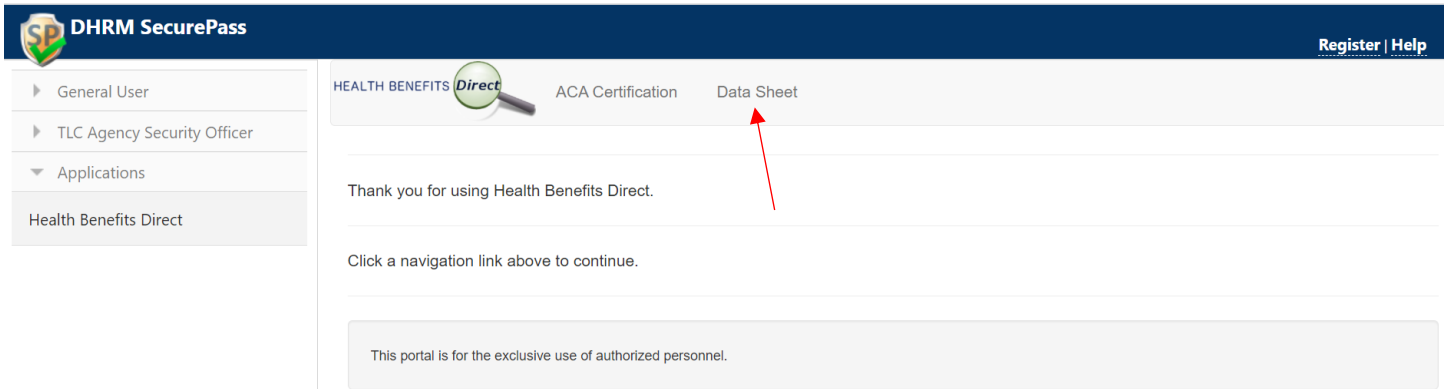 SP DHRM SecurePass
Register | Help
General User
TLC Agency Security Officer
Applications
Health Benefits Direct
HEALTH BENEFITS Direct ACA Certification Data Sheet
Thank you for using Health Benefits Direct.
Click a navigation link above to continue.
This portal is for the exclusive use of authorized personnel.